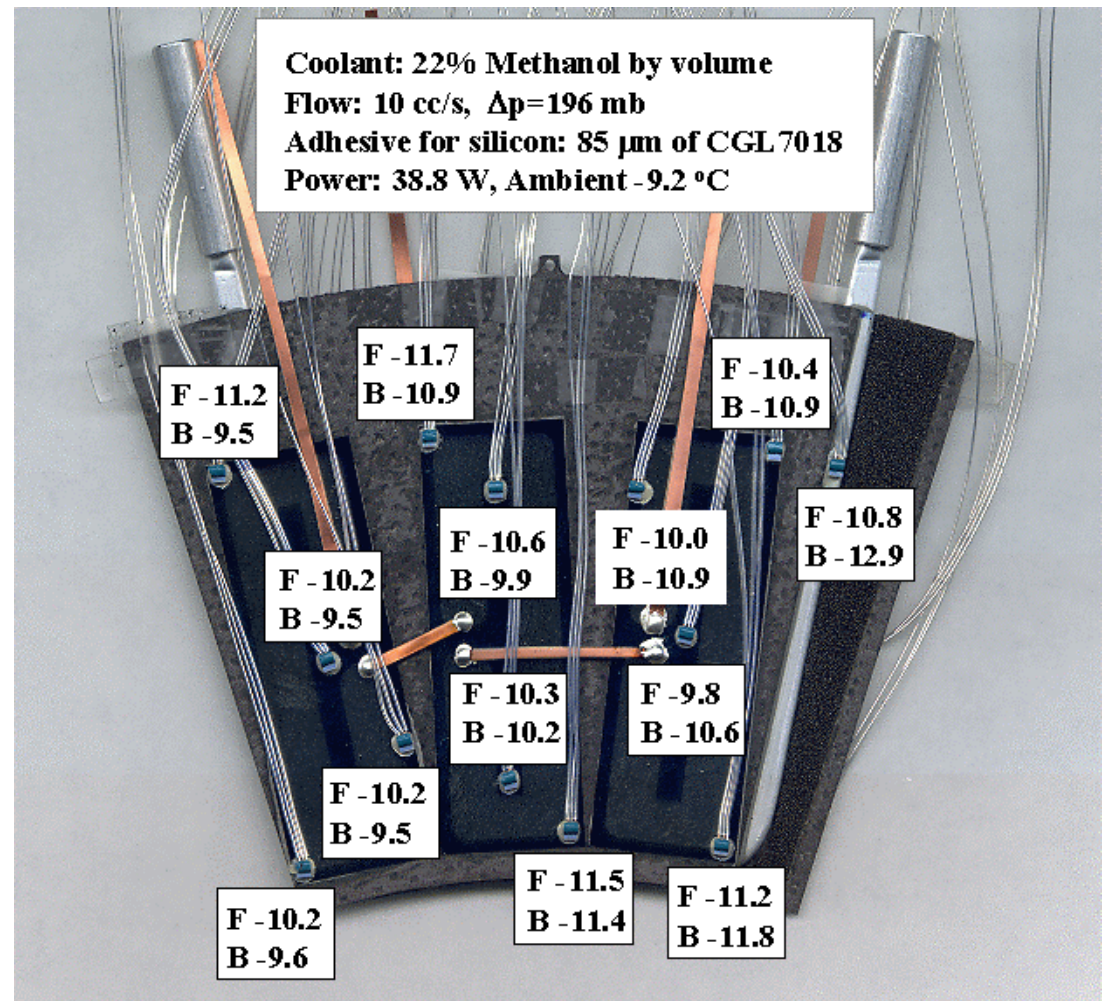 Coolant: 22% Methanol by volume
Flow: 10 cc/s, Δp=196 mb
Adhesive for silicon: 85 μm of CGL7018
Power: 38.8 W, Ambient -9.2 °C
F -11.7
B -10.9
F -10.4
B -10.9
F -11.2
B -9.5
F -10.8
B -12.9
F -10.6
B -9.9
F -10.0
B -10.9
F -10.2
B -9.5
F -10.3
B -10.2
F -9.8
B -10.6
F -10.2
B -9.5
F -11.5
B -11.4
F -11.2
B -11.8
F -10.2
B -9.6